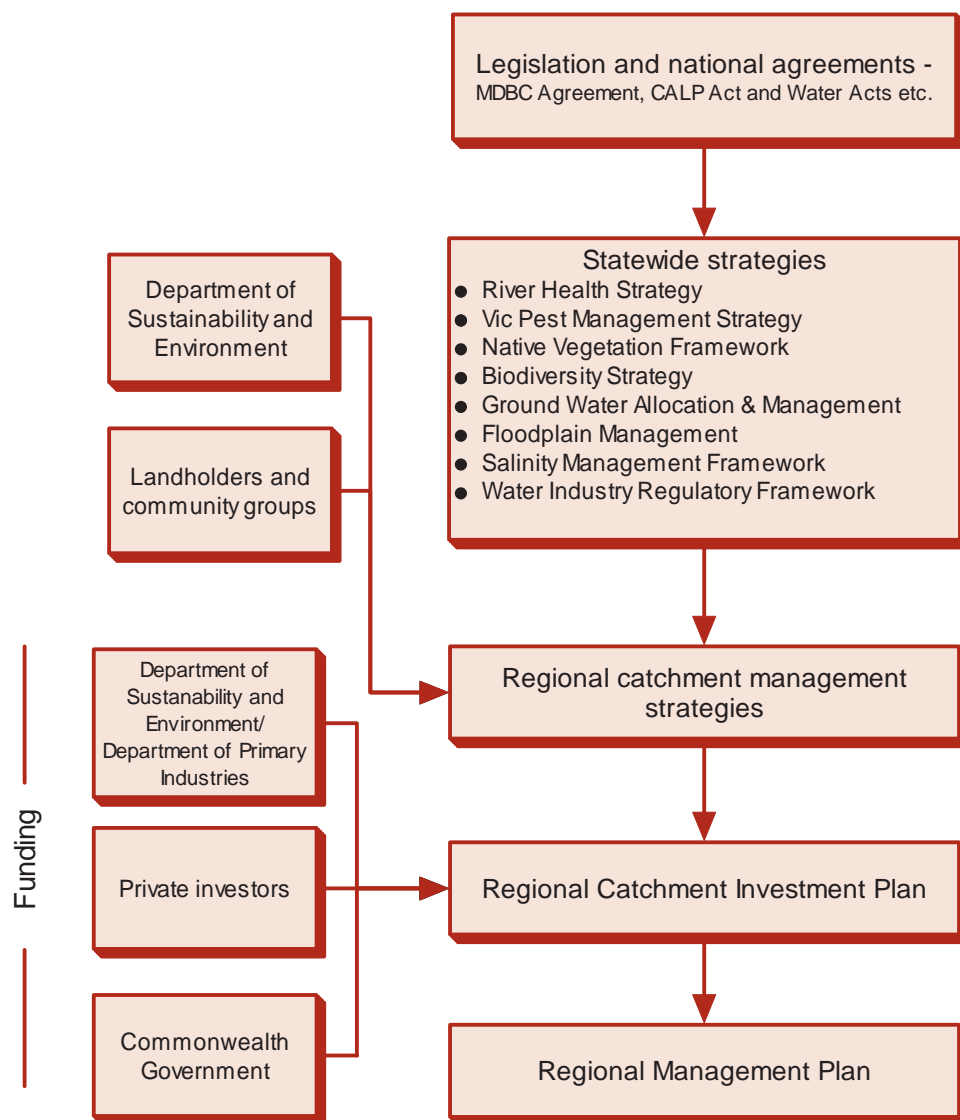 Legislation and national agreements -
MDBC Agreement, CALP Act and Water Acts etc.
Statewide strategies
● River Health Strategy
● Vic Pest Management Strategy
● Native Vegetation Framework
● Biodiversity Strategy
● Ground Water Allocation & Management
● Floodplain Management
● Salinity Management Framework
● Water Industry Regulatory Framework
Department of
Sustainability and
Environment
Landholders and
community groups
Regional catchment management
strategies
Funding
Department of
Sustanability and
Environment/
Department of Primary
Industries
Private investors
Commonwealth
Government
Regional Catchment Investment Plan
Regional Management Plan